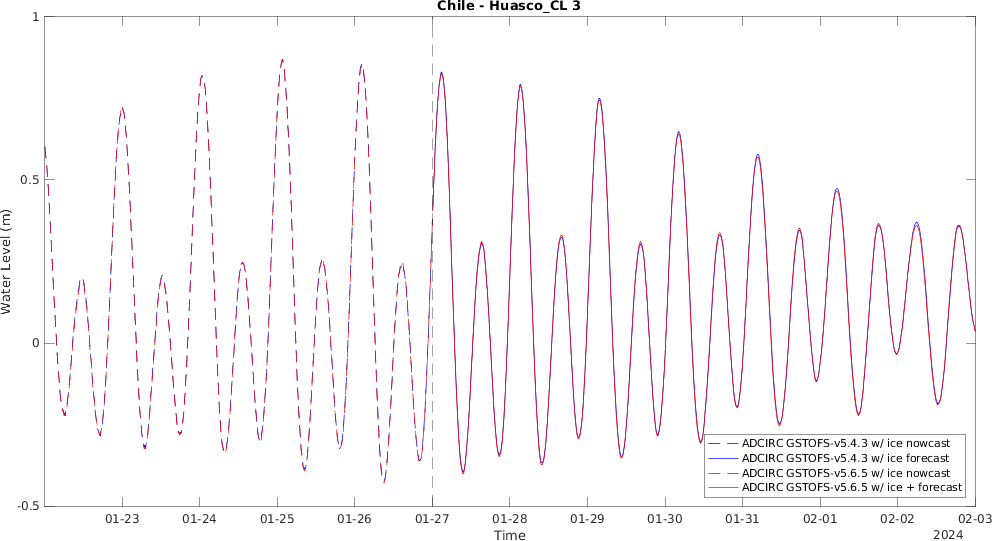 Chile - Huasco_CL 3
1
0.5
0
-0.5
Water Level (m)
01-23 01-24 01-25 01-26 01-27 01-28 01-29 01-30 01-31 02-01 02-02 02-03
Time
2024
ADCIRC GSTOFS-v5.4.3 w/ ice nowcast
ADCIRC GSTOFS-v5.4.3 w/ ice forecast
ADCIRC GSTOFS-v5.6.5 w/ ice nowcast
ADCIRC GSTOFS-v5.6.5 w/ ice + forecast